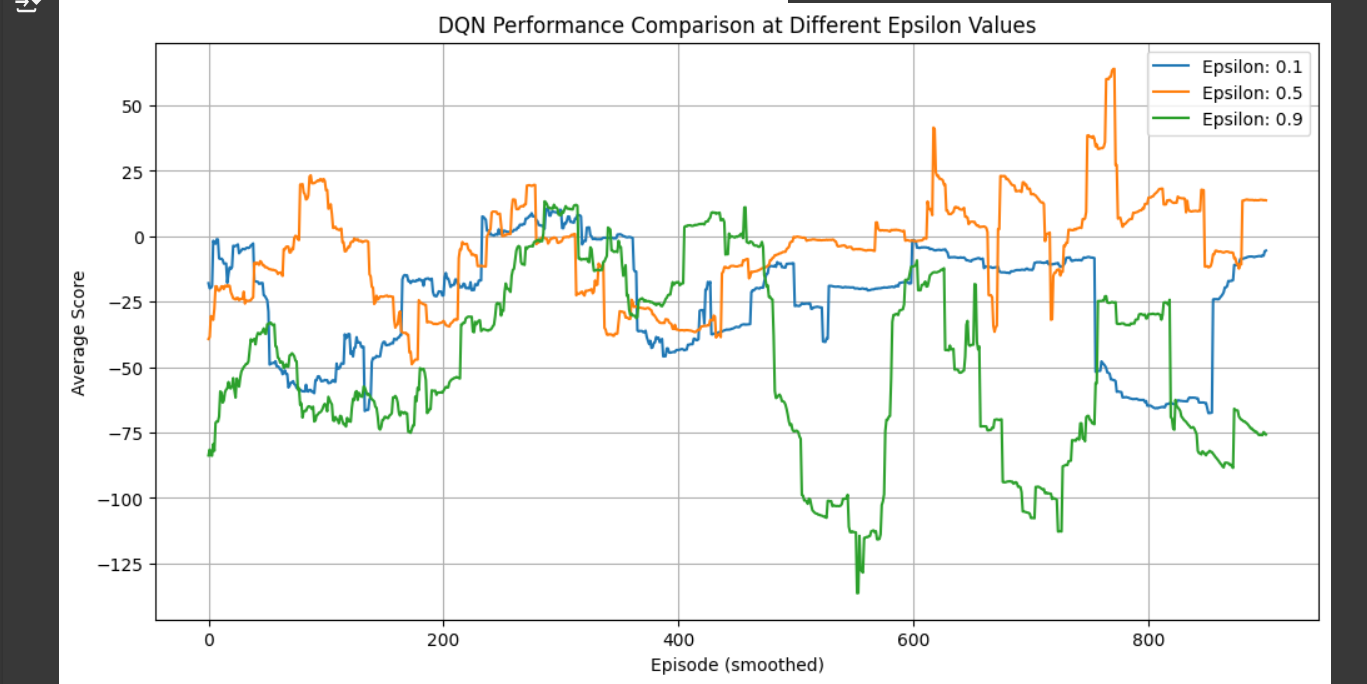 DQN Performance Comparison at Different Epsilon Values
Epsilon: 0.1
Epsilon: 0.5
Epsilon: 0.9
Average Score
50
25
0
−25
−50
−75
−100
−125
0 200 400 600 800
Episode (smoothed)